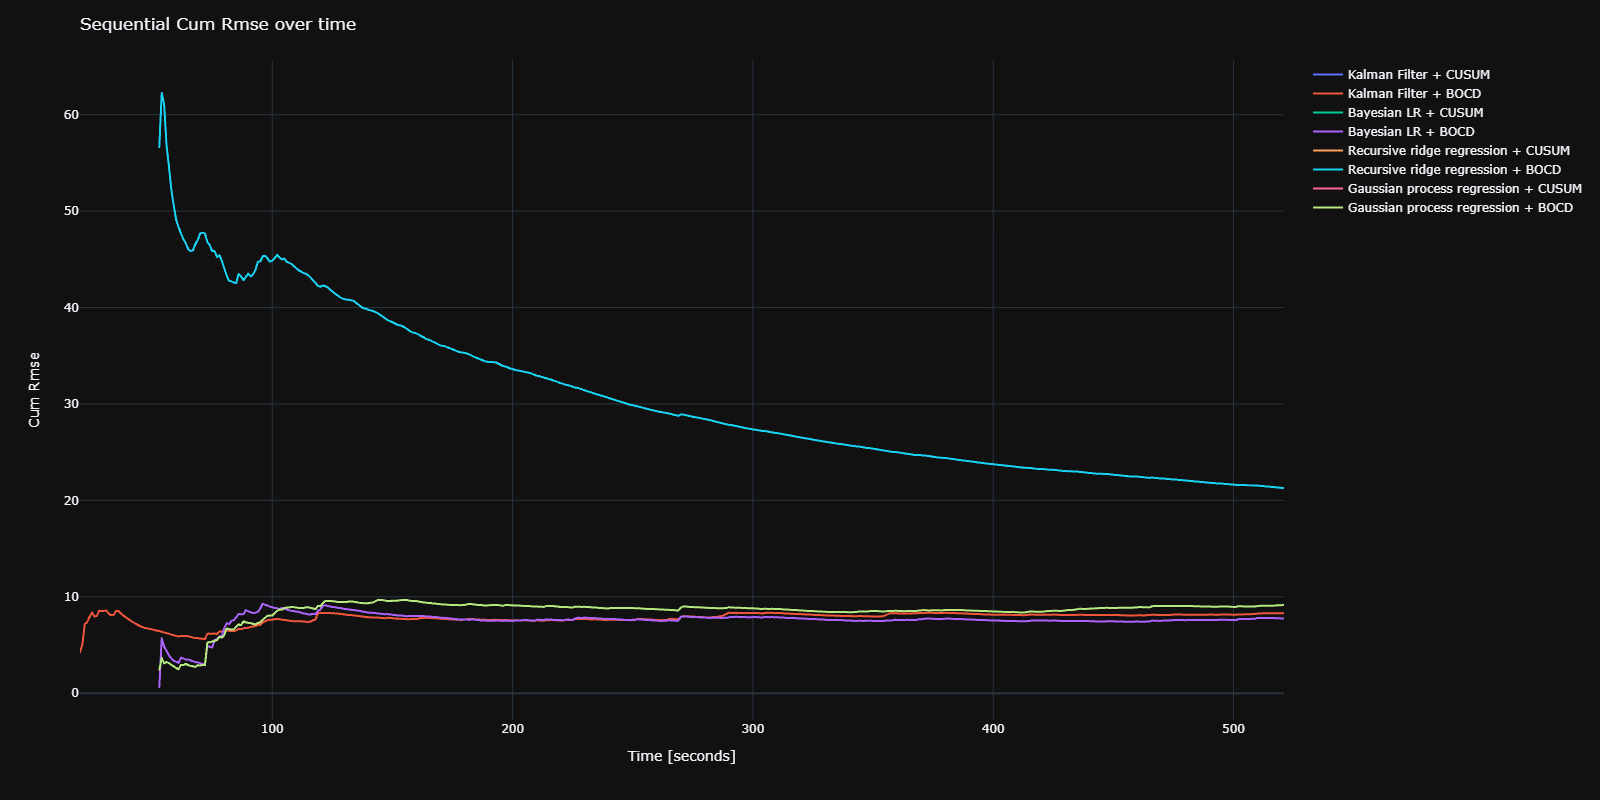 Sequential Cum Rmse over time
Kalman Filter + CUSUM
Kalman Filter + BOCD
Bayesian LR + CUSUM
Bayesian LR + BOCD
Recursive ridge regression + CUSUM
Recursive ridge regression + BOCD
Gaussian process regression + CUSUM
Gaussian process regression + BOCD
Cum Rmse
60
50
40
30
20
10
0
100 200 300 400 500
Time [seconds]